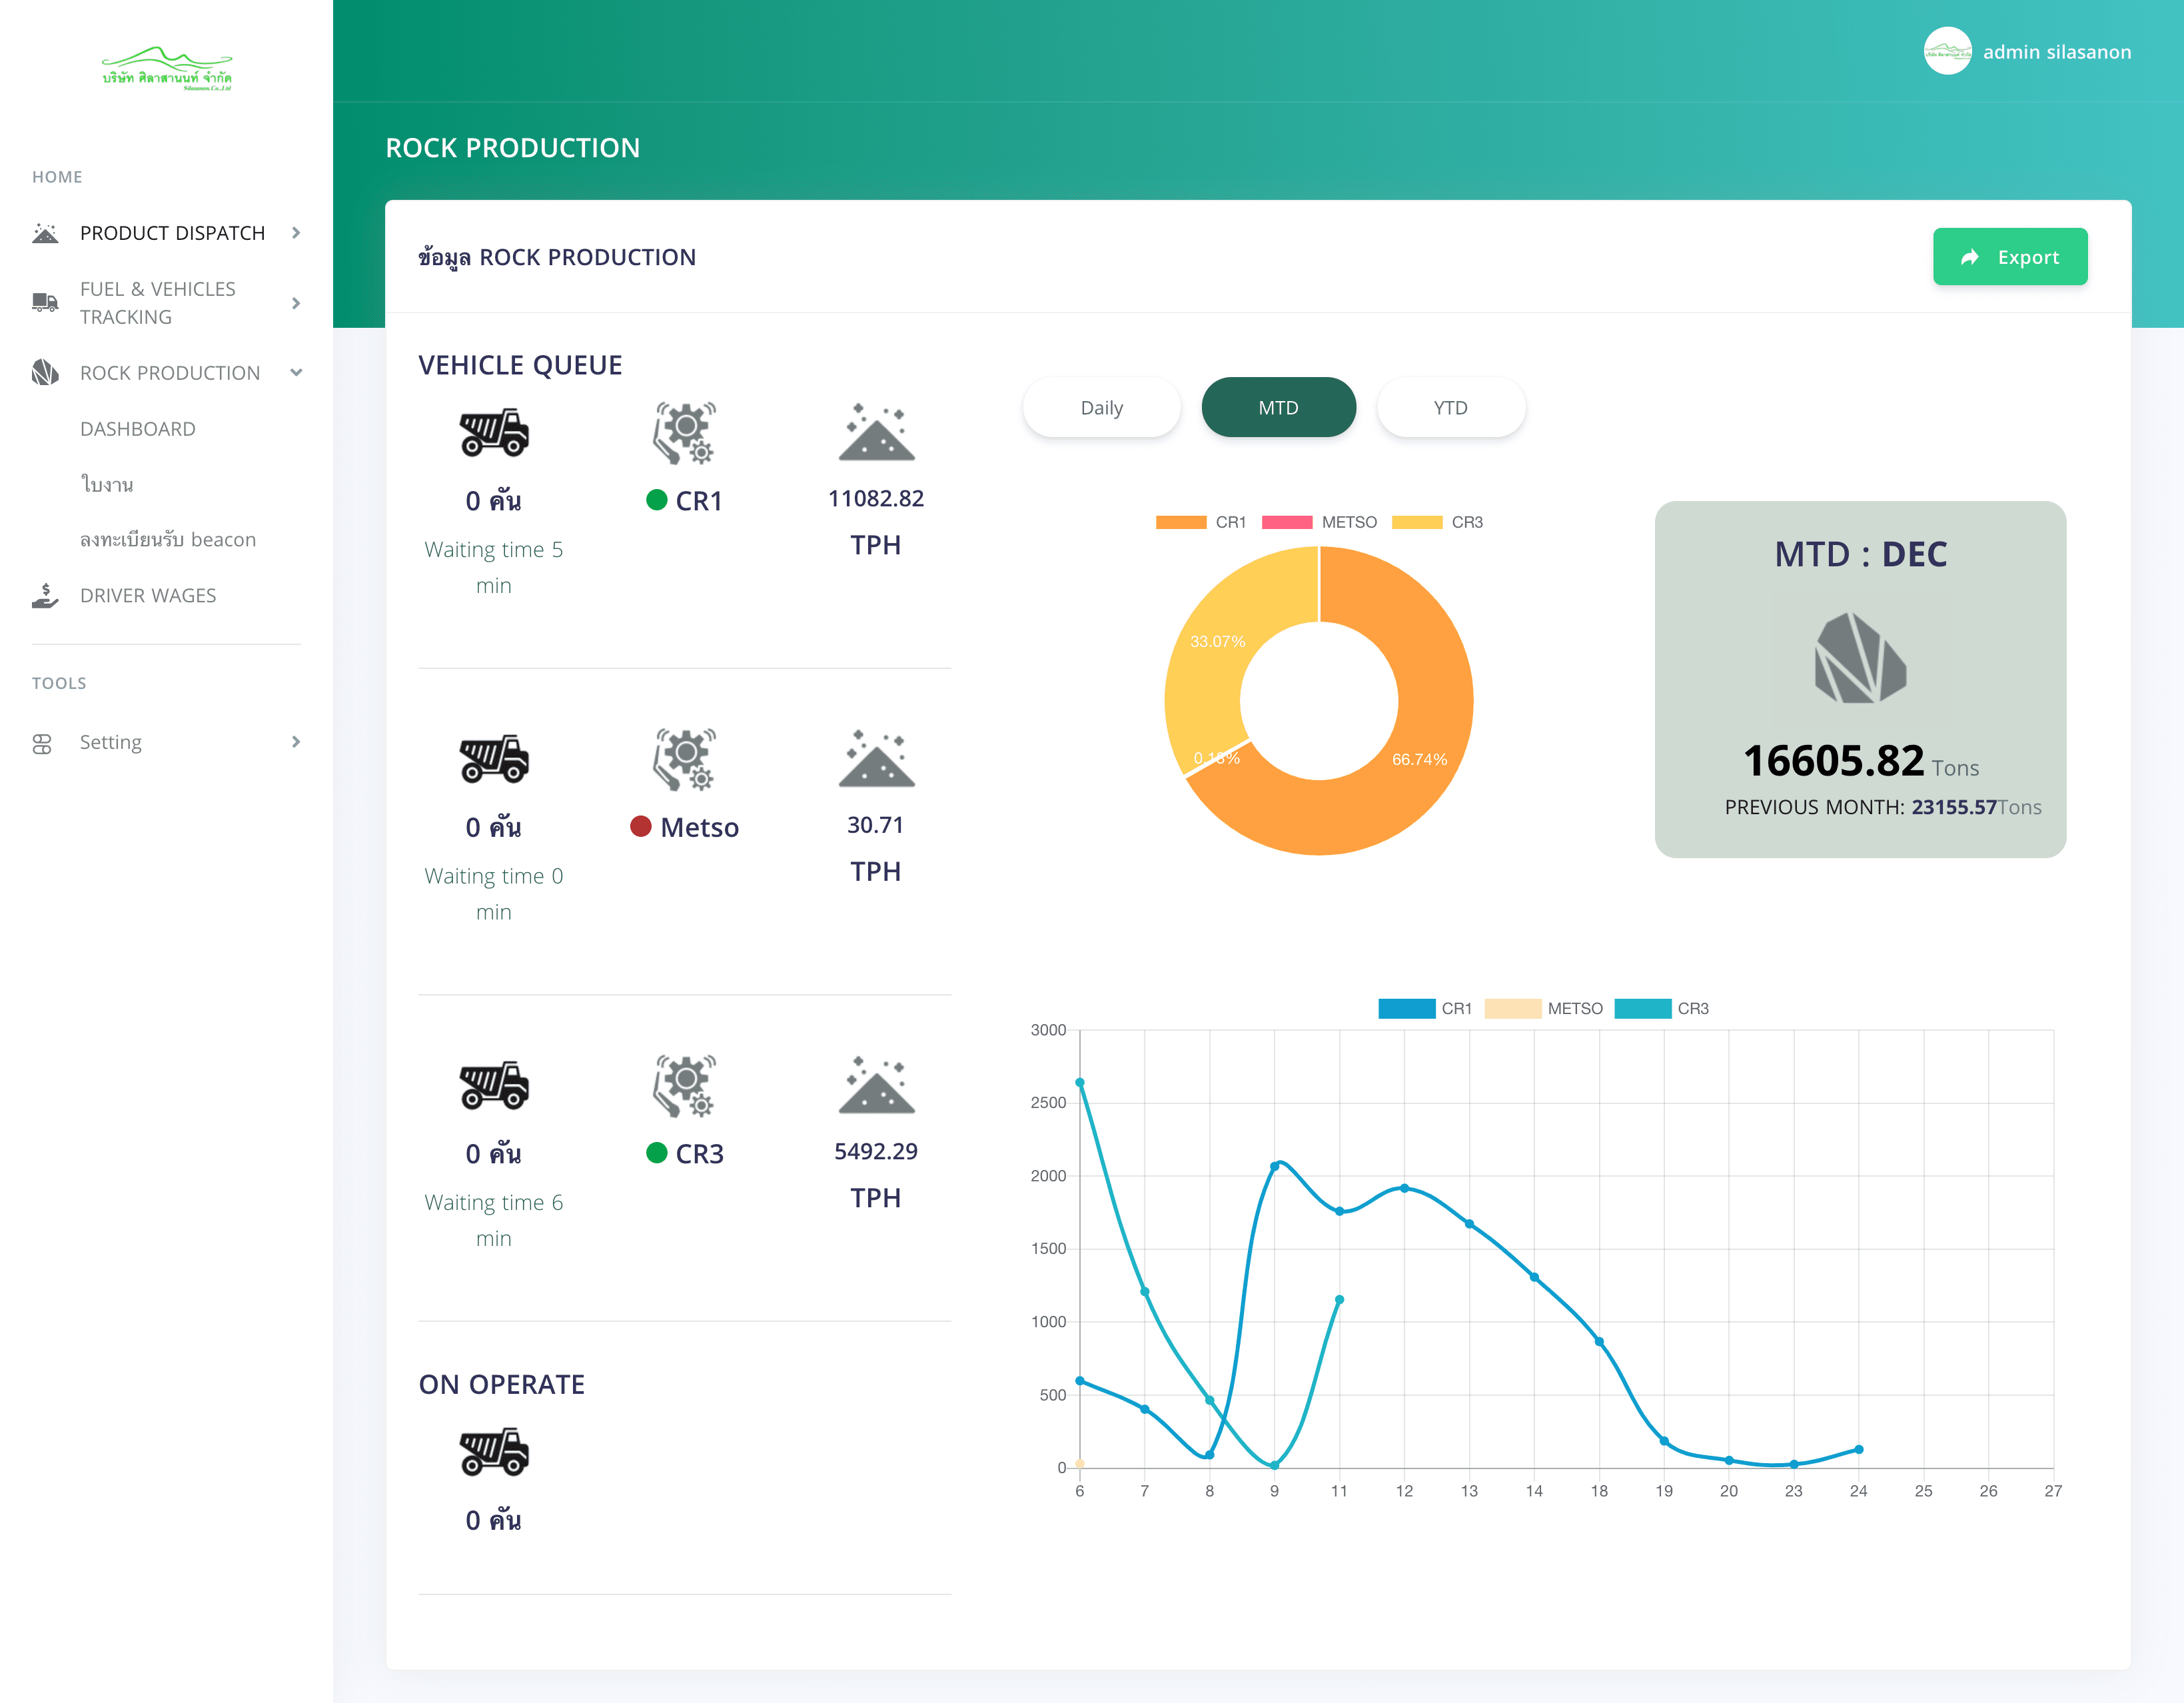 บริษัท ศิลาสานนท์ จำกัด
Silasanon.Co.,Ltd
admin silasanon
HOME
PRODUCT DISPATCH
FUEL & VEHICLES
TRACKING
ROCK PRODUCTION
DASHBOARD
ใบงาน
ลงทะเบียนรับ beacon
DRIVER WAGES
TOOLS
Setting
ROCK PRODUCTION
ข้อมูล ROCK PRODUCTION
Export
VEHICLE QUEUE
0 คัน
Waiting time 5
min
CR1
11082.82
TPH
0 คัน
Waiting time 0
min
Metso
30.71
TPH
0 คัน
Waiting time 6
min
CR3
5492.29
TPH
ON OPERATE
0 คัน
Daily
MTD
YTD
CR1 METSO CR3
33.07%
66.74%
MTD : DEC
16605.82 Tons
PREVIOUS MONTH: 23155.57Tons
CR1 METSO CR3
3000
2500
2000
1500
1000
500
0
6 7 8 9 11 12 13 14 18 19 20 23 24 25 26 27